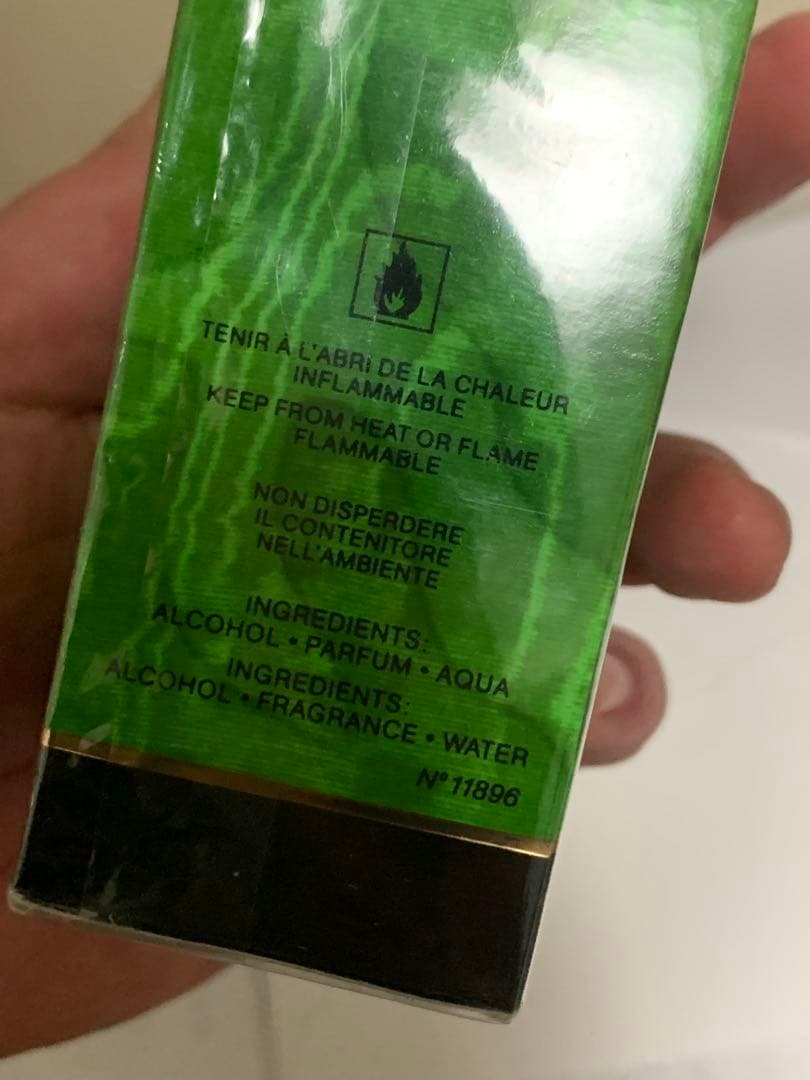 TENIR À L'ABRI DE LA CHALEUR
INFLAMMABLE
KEEP FROM HEAT OR FLAME
FLAMMABLE
NON DISPERDERE
IL CONTENITORE
NELL'AMBIENTE
INGREDIENTS:
ALCOHOL • PARFUM • AQUA
INGREDIENTS:
ALCOHOL • FRAGRANCE • WATER
N° 11896